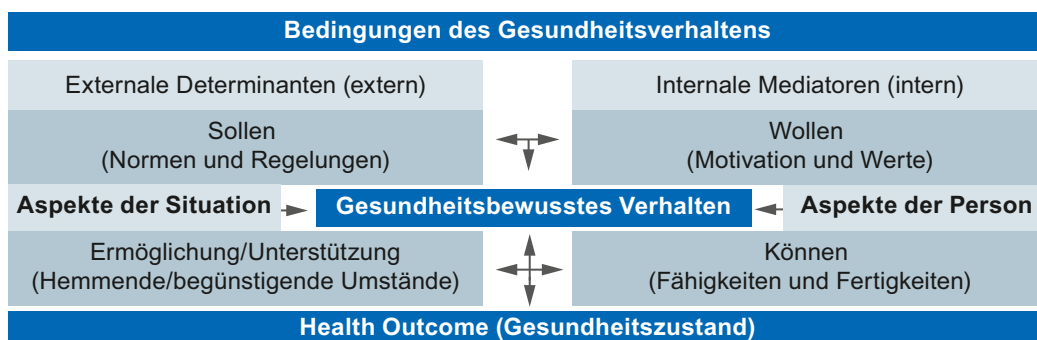 Bedingungen des Gesundheitsverhaltens
Externale Determinanten (extern)
Internale Mediatoren (intern)
Sollen
(Normen und Regelungen)
Wollen
(Motivation und Werte)
Aspekte der Situation
Gesundheitsbewusstes Verhalten
Aspekte der Person
Ermöglichung/Unterstützung
(Hemmende/begünstigende Umstände)
Können
(Fähigkeiten und Fertigkeiten)
Health Outcome (Gesundheitszustand)